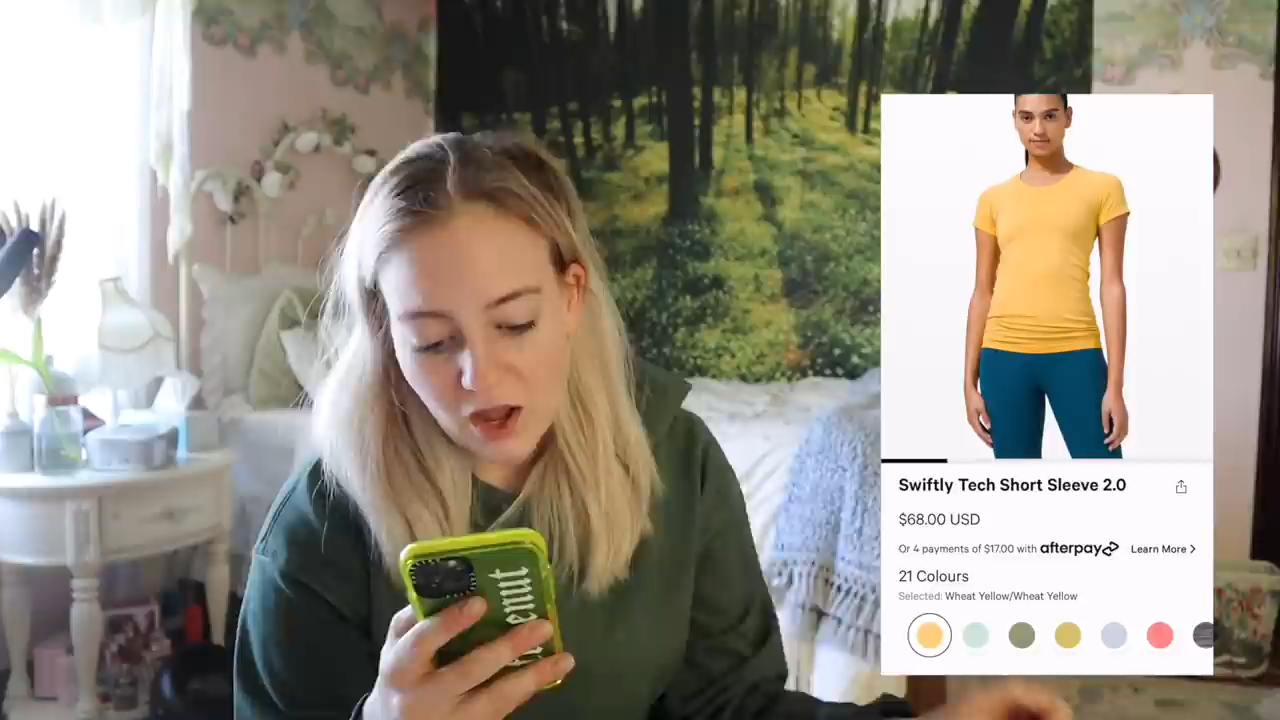 Swiftly Tech Short Sleeve 2.0
$68.00 USD
Or 4 payments of $17.00 with afterpay Learn More
21 Colours
Selected: Wheat Yellow/Wheat Yellow